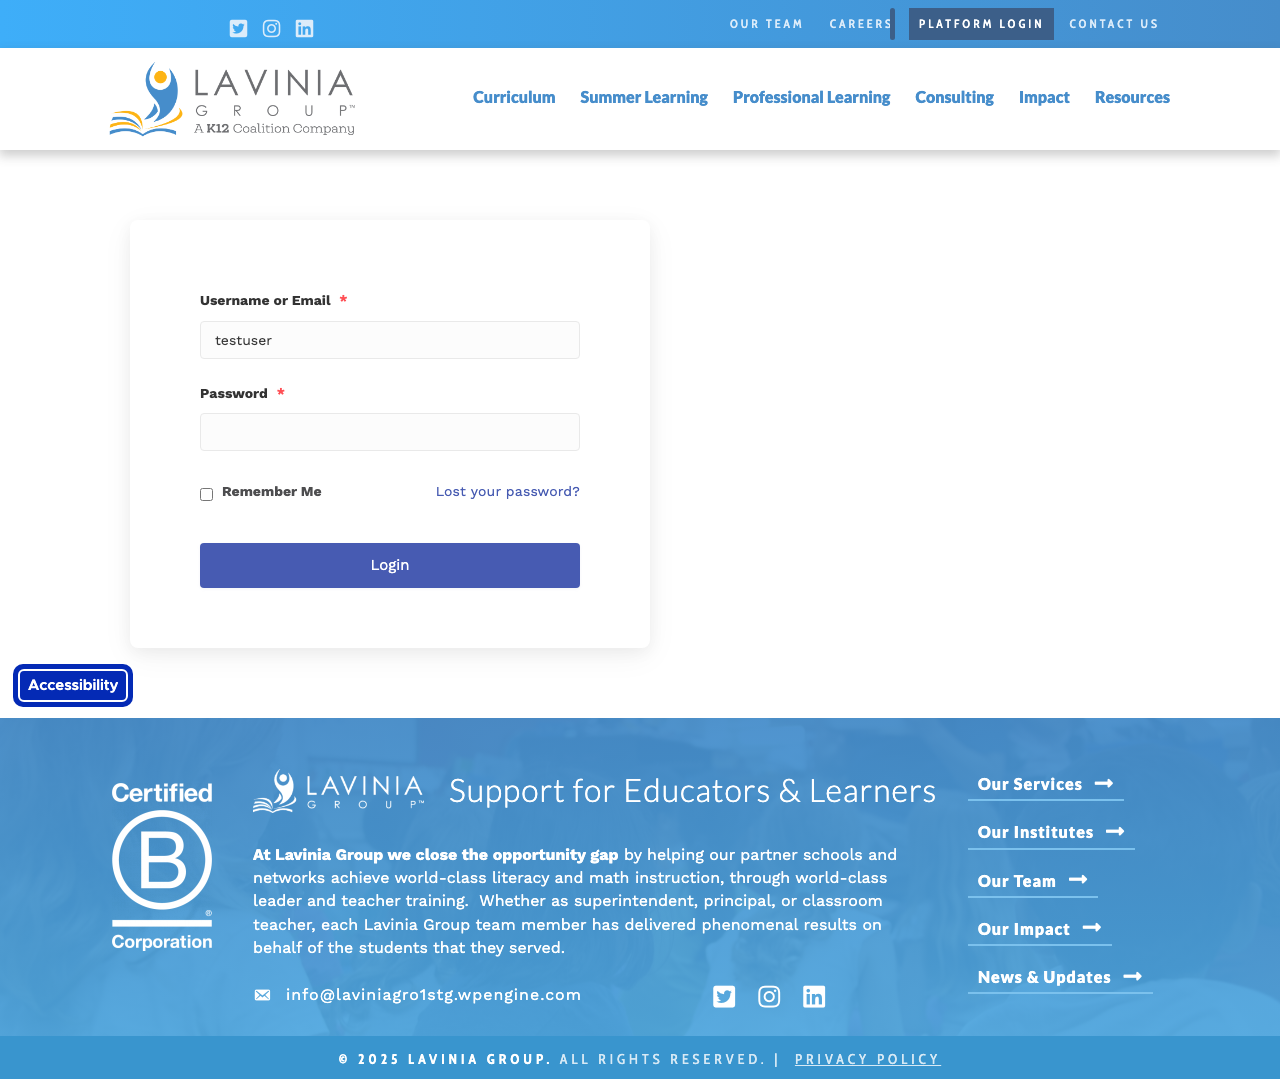 OUR TEAM CAREERS PLATFORM LOGIN CONTACT US
LAVINIA
GROUP™
A K12 Coalition Company
Curriculum Summer Learning Professional Learning Consulting Impact Resources
Username or Email *
testuser
Password *
Remember Me Lost your password?
Login
Accessibility
Certified
B
®
Corporation
LAVINIA
GROUP™
Support for Educators & Learners
At Lavinia Group we close the opportunity gap by helping our partner schools and
networks achieve world-class literacy and math instruction, through world-class
leader and teacher training. Whether as superintendent, principal, or classroom
teacher, each Lavinia Group team member has delivered phenomenal results on
behalf of the students that they served.
info@laviniagro1stg.wpengine.com
Our Services
Our Institutes
Our Team
Our Impact
News & Updates
© 2025 LAVINIA GROUP. ALL RIGHTS RESERVED. | PRIVACY POLICY